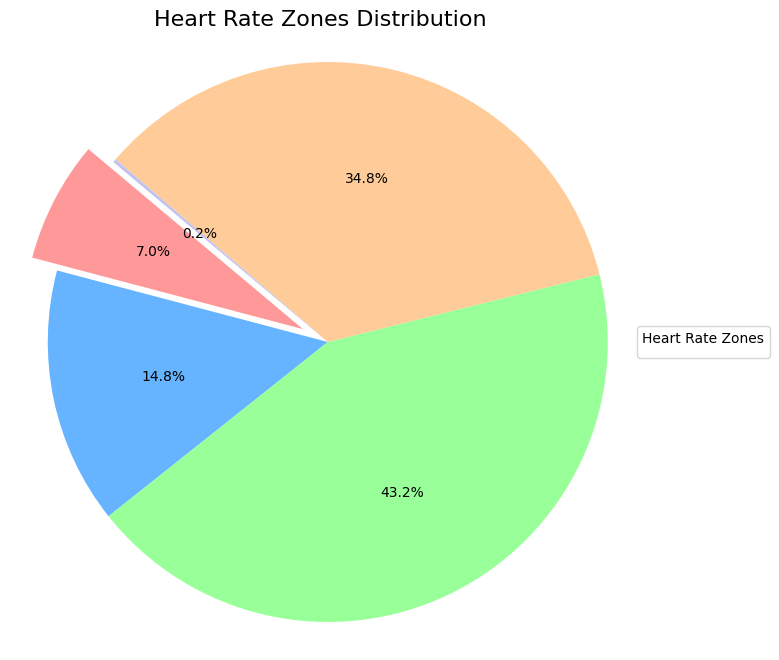 Heart Rate Zones Distribution
34.8%
0.2%
7.0%
Heart Rate Zones
14.8%
43.2%